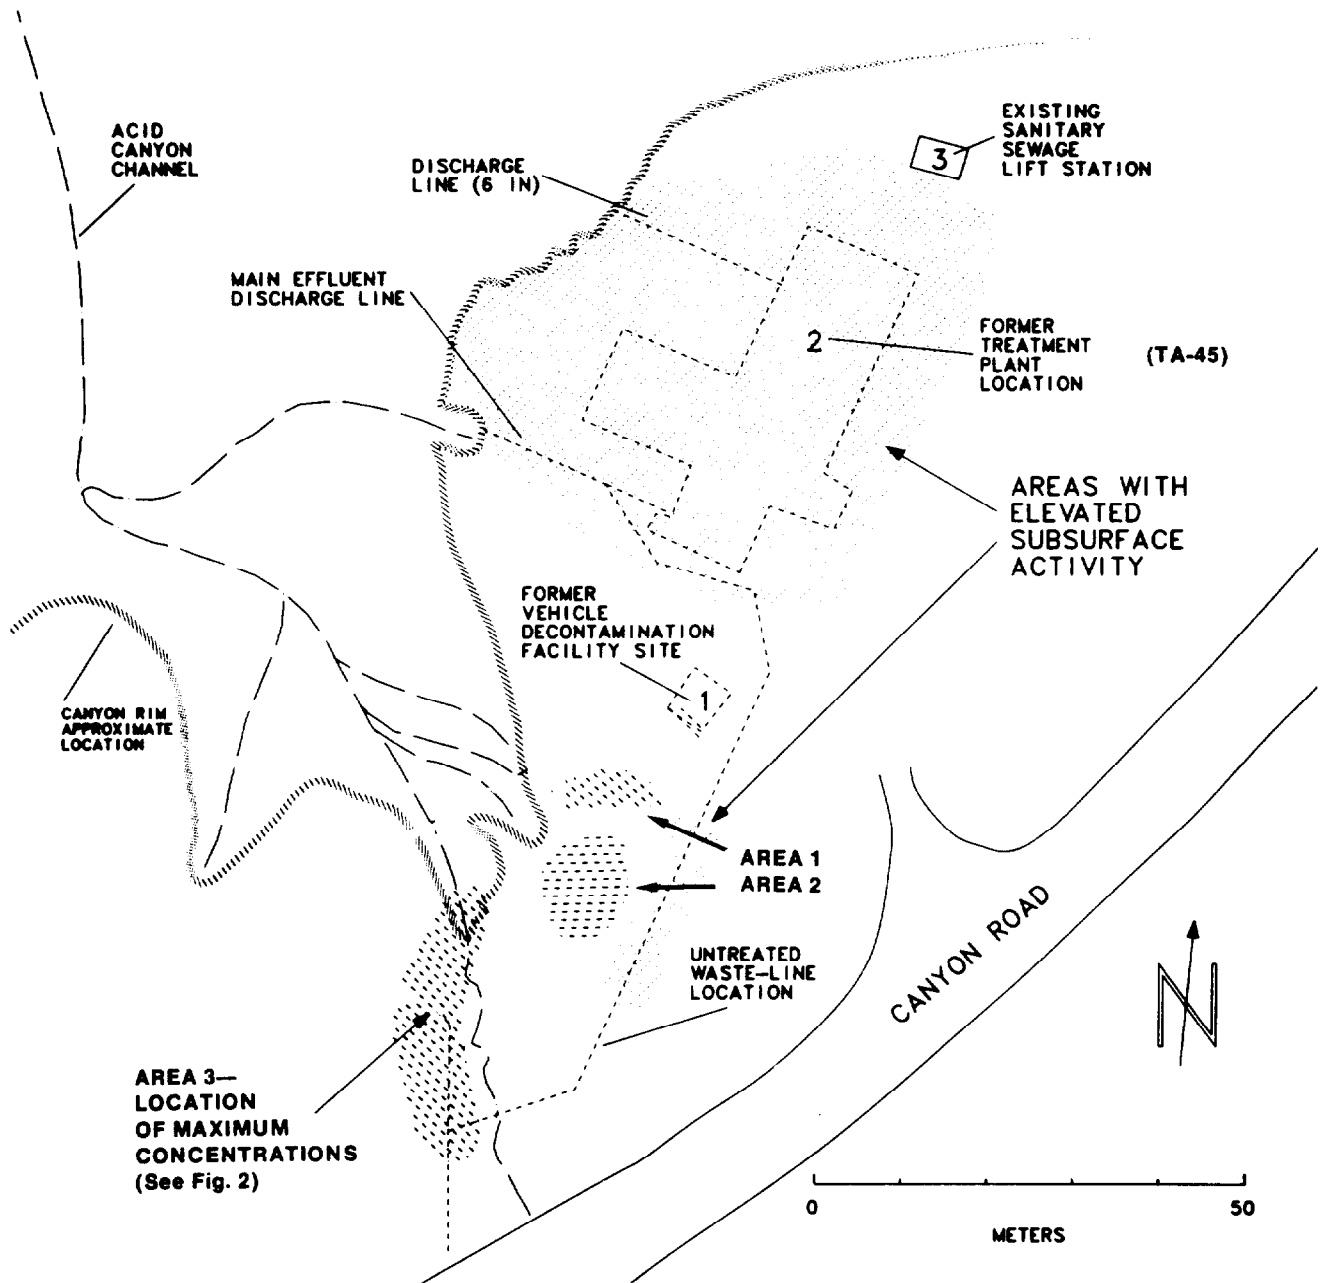 EXISTING
SANITARY
SEWAGE
LIFT STATION
3
ACID
CANYON
CHANNEL
DISCHARGE
LINE (6 IN)
MAIN EFFLUENT
DISCHARGE LINE
2
FORMER
TREATMENT
PLANT
LOCATION
(TA-45)
AREAS WITH
ELEVATED
SUBSURFACE
ACTIVITY
FORMER
VEHICLE
DECONTAMINATION
FACILITY SITE
1
CANYON RIM
APPROXIMATE
LOCATION
AREA 1
AREA 2
UNTREATED
WASTE-LINE
LOCATION
CANYON ROAD
N
AREA 3—
LOCATION
OF MAXIMUM
CONCENTRATIONS
(See Fig. 2)
0 50
METERS